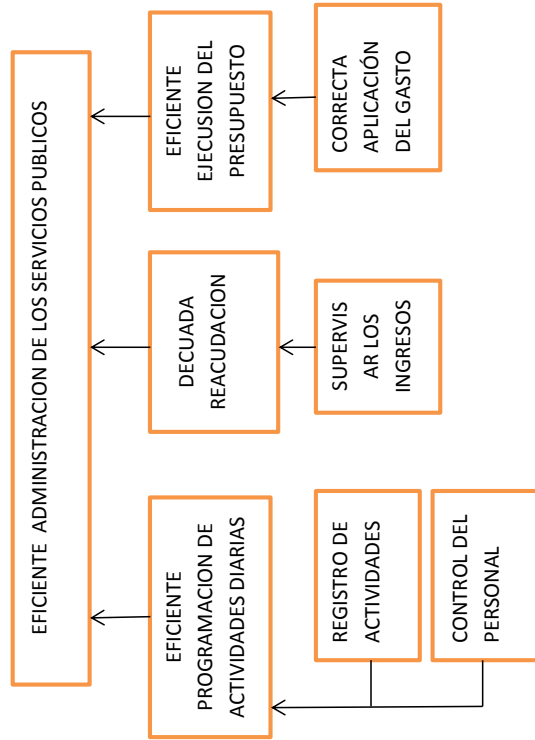 EFICIENTE ADMINISTRACION DE LOS SERVICIOS PUBLICOS
EFICIENTE
PROGRAMACION DE
ACTIVIDADES DIARIAS
DECUADA
REACUDACION
EFICIENTE
EJECUSION DEL
PRESUPUESTO
REGISTRO DE
ACTIVIDADES
CONTROL DEL
PERSONAL
SUPERVIS
AR LOS
INGRESOS
CORRECTA
APLICACIÓN
DEL GASTO